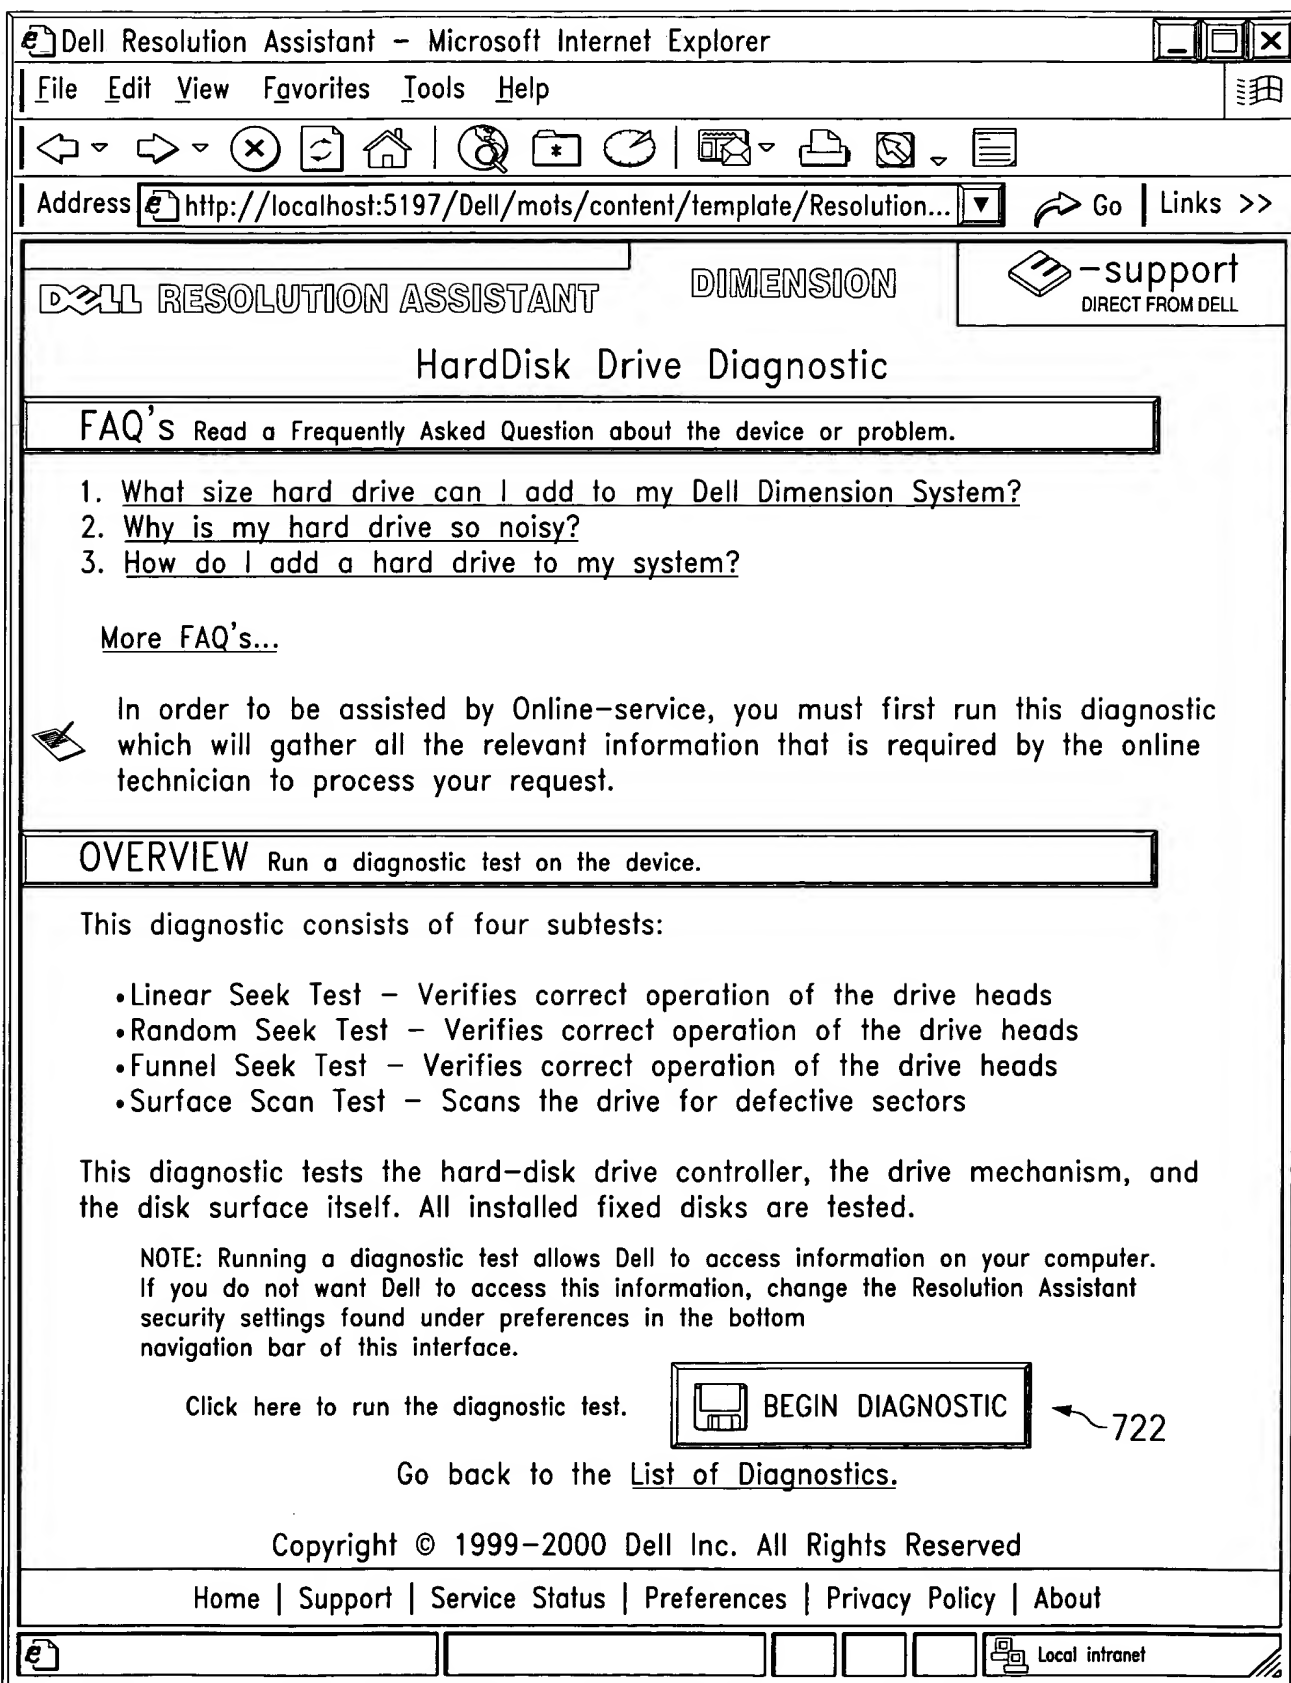 Dell Resolution Assistant – Microsoft Internet Explorer
File Edit View Favorites Tools Help
Address http://localhost:5197/Dell/mots/content/template/Resolution... Go Links >>
DELL RESOLUTION ASSISTANT
DIMENSION
E-support
DIRECT FROM DELL
HardDisk Drive Diagnostic
FAQ's Read a Frequently Asked Question about the device or problem.
1. What size hard drive can I add to my Dell Dimension System?
2. Why is my hard drive so noisy?
3. How do I add a hard drive to my system?
More FAQ's...
In order to be assisted by Online–service, you must first run this diagnostic
which will gather all the relevant information that is required by the online
technician to process your request.
OVERVIEW Run a diagnostic test on the device.
This diagnostic consists of four subtests:
•Linear Seek Test – Verifies correct operation of the drive heads
•Random Seek Test – Verifies correct operation of the drive heads
•Funnel Seek Test – Verifies correct operation of the drive heads
•Surface Scan Test – Scans the drive for defective sectors
This diagnostic tests the hard–disk drive controller, the drive mechanism, and
the disk surface itself. All installed fixed disks are tested.
NOTE: Running a diagnostic test allows Dell to access information on your computer.
If you do not want Dell to access this information, change the Resolution Assistant
security settings found under preferences in the bottom
navigation bar of this interface.
Click here to run the diagnostic test. BEGIN DIAGNOSTIC 722
Go back to the List of Diagnostics.
Copyright © 1999–2000 Dell Inc. All Rights Reserved
Home | Support | Service Status | Preferences | Privacy Policy | About
Local intranet